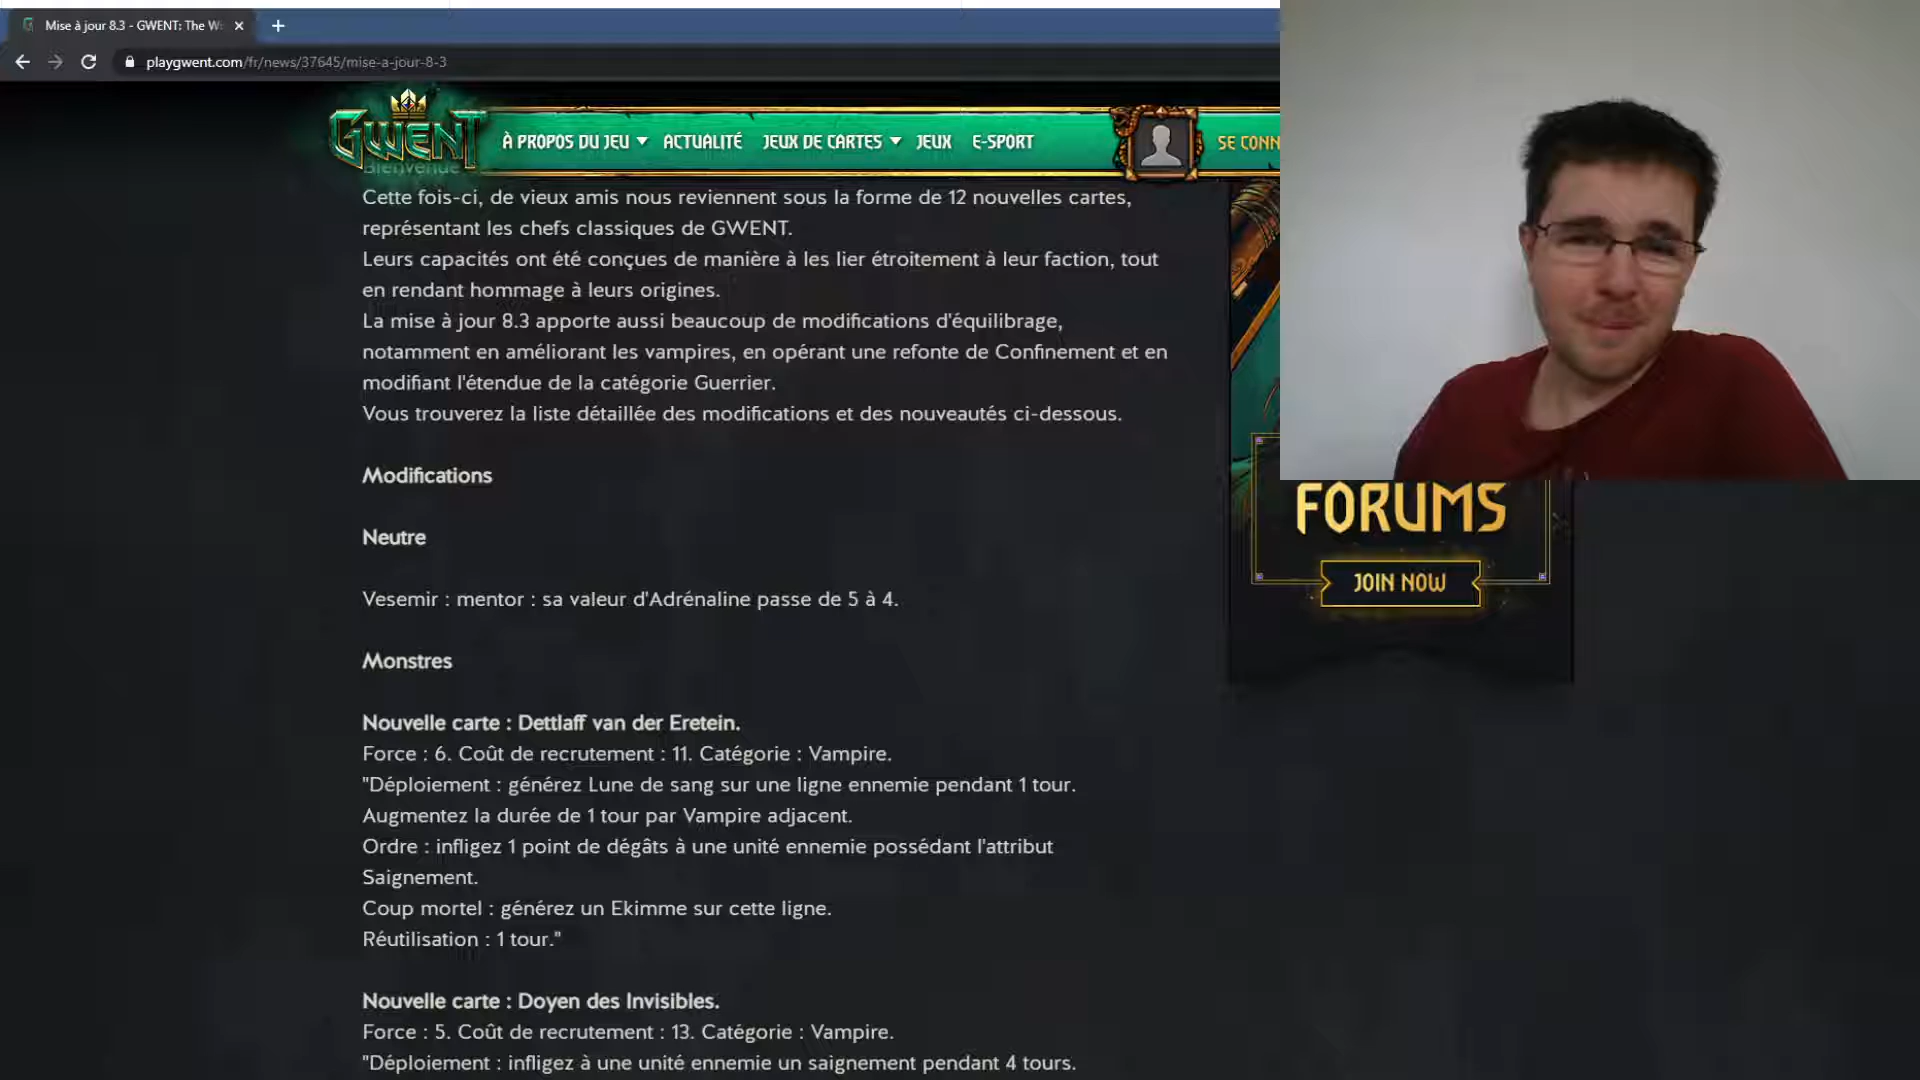 Mise à jour 8.3 - GWENT: The Wi
playgwent.com/fr/news/37645/mise-a-jour-8-3
GWENT
À PROPOS DU JEU
ACTUALITÉ
JEUX DE CARTES
JEUX
E-SPORT
SE CONN
Bienvenue
Cette fois-ci, de vieux amis nous reviennent sous la forme de 12 nouvelles cartes,
représentant les chefs classiques de GWENT.
Leurs capacités ont été conçues de manière à les lier étroitement à leur faction, tout
en rendant hommage à leurs origines.
La mise à jour 8.3 apporte aussi beaucoup de modifications d'équilibrage,
notamment en améliorant les vampires, en opérant une refonte de Confinement et en
modifiant l'étendue de la catégorie Guerrier.
Vous trouverez la liste détaillée des modifications et des nouveautés ci-dessous.
Modifications
Neutre
Vesemir : mentor : sa valeur d'Adrénaline passe de 5 à 4.
Monstres
Nouvelle carte : Dettlaff van der Eretein.
Force : 6. Coût de recrutement : 11. Catégorie : Vampire.
"Déploiement : générez Lune de sang sur une ligne ennemie pendant 1 tour.
Augmentez la durée de 1 tour par Vampire adjacent.
Ordre : infligez 1 point de dégâts à une unité ennemie possédant l'attribut
Saignement.
Coup mortel : générez un Ekimme sur cette ligne.
Réutilisation : 1 tour."
Nouvelle carte : Doyen des Invisibles.
Force : 5. Coût de recrutement : 13. Catégorie : Vampire.
"Déploiement : infligez à une unité ennemie un saignement pendant 4 tours.
FORUMS
JOIN NOW